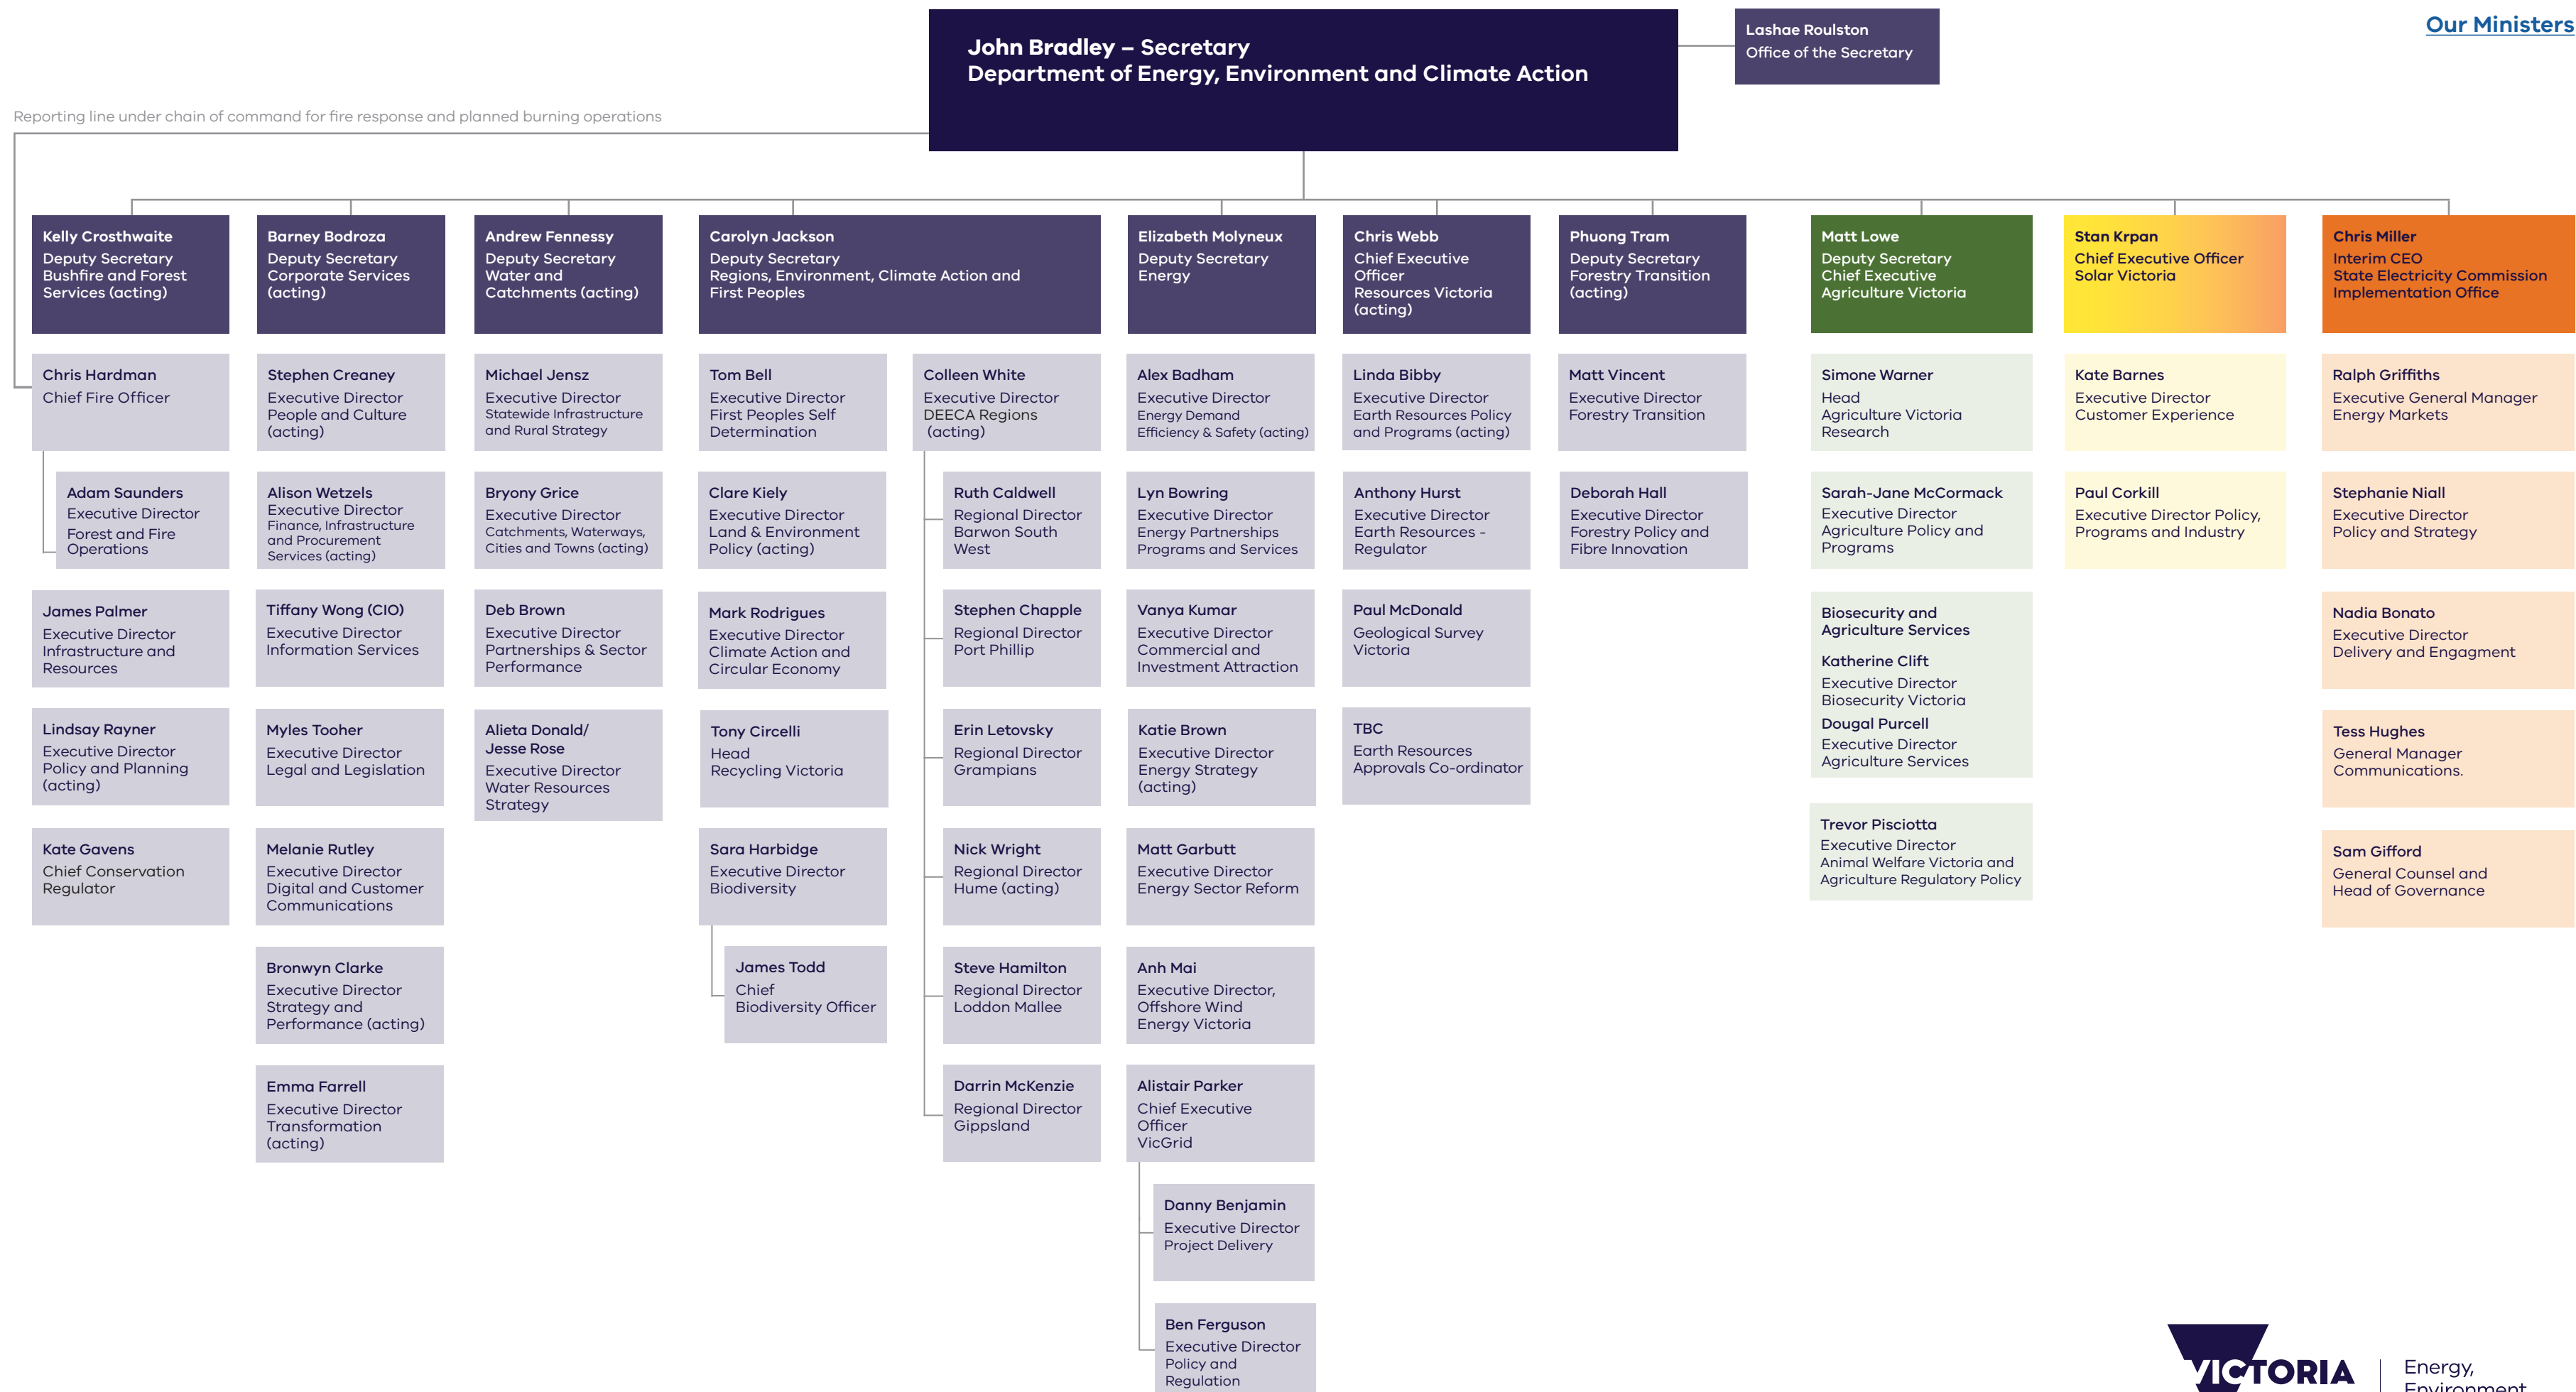 Our Ministers
John Bradley – Secretary
Department of Energy, Environment and Climate Action
Lashae Roulston
Office of the Secretary
Reporting line under chain of command for fire response and planned burning operations
Kelly Crosthwaite
Deputy Secretary
Bushfire and Forest
Services (acting)
Chris Hardman
Chief Fire Officer
Adam Saunders
Executive Director
Forest and Fire
Operations
James Palmer
Executive Director
Infrastructure and
Resources
Lindsay Rayner
Executive Director
Policy and Planning
(acting)
Kate Gavens
Chief Conservation
Regulator
Barney Bodroza
Deputy Secretary
Corporate Services
(acting)
Stephen Creaney
Executive Director
People and Culture
(acting)
Alison Wetzels
Executive Director
Finance, Infrastructure
and Procurement
Services (acting)
Tiffany Wong (CIO)
Executive Director
Information Services
Myles Tooher
Executive Director
Legal and Legislation
Melanie Rutley
Executive Director
Digital and Customer
Communications
Bronwyn Clarke
Executive Director
Strategy and
Performance (acting)
Emma Farrell
Executive Director
Transformation
(acting)
Andrew Fennessy
Deputy Secretary
Water and
Catchments (acting)
Michael Jensz
Executive Director
Statewide Infrastructure
and Rural Strategy
Bryony Grice
Executive Director
Catchments, Waterways,
Cities and Towns (acting)
Deb Brown
Executive Director
Partnerships & Sector
Performance
Alieta Donald/
Jesse Rose
Executive Director
Water Resources
Strategy
Carolyn Jackson
Deputy Secretary
Regions, Environment, Climate Action and
First Peoples
Tom Bell
Executive Director
First Peoples Self
Determination
Clare Kiely
Executive Director
Land & Environment
Policy (acting)
Mark Rodrigues
Executive Director
Climate Action and
Circular Economy
Tony Circelli
Head
Recycling Victoria
Sara Harbidge
Executive Director
Biodiversity
James Todd
Chief
Biodiversity Officer
Colleen White
Executive Director
DEECA Regions
(acting)
Ruth Caldwell
Regional Director
Barwon South
West
Stephen Chapple
Regional Director
Port Phillip
Erin Letovsky
Regional Director
Grampians
Nick Wright
Regional Director
Hume (acting)
Steve Hamilton
Regional Director
Loddon Mallee
Darrin McKenzie
Regional Director
Gippsland
Elizabeth Molyneux
Deputy Secretary
Energy
Alex Badham
Executive Director
Energy Demand
Efficiency & Safety (acting)
Lyn Bowring
Executive Director
Energy Partnerships
Programs and Services
Vanya Kumar
Executive Director
Commercial and
Investment Attraction
Katie Brown
Executive Director
Energy Strategy
(acting)
Matt Garbutt
Executive Director
Energy Sector Reform
Anh Mai
Executive Director,
Offshore Wind
Energy Victoria
Alistair Parker
Chief Executive
Officer
VicGrid
Danny Benjamin
Executive Director
Project Delivery
Ben Ferguson
Executive Director
Policy and
Regulation
Chris Webb
Chief Executive
Officer
Resources Victoria
(acting)
Linda Bibby
Executive Director
Earth Resources Policy
and Programs (acting)
Anthony Hurst
Executive Director
Earth Resources -
Regulator
Paul McDonald
Geological Survey
Victoria
TBC
Earth Resources
Approvals Co-ordinator
Phuong Tram
Deputy Secretary
Forestry Transition
(acting)
Matt Vincent
Executive Director
Forestry Transition
Deborah Hall
Executive Director
Forestry Policy and
Fibre Innovation
Matt Lowe
Deputy Secretary
Chief Executive
Agriculture Victoria
Simone Warner
Head
Agriculture Victoria
Research
Sarah-Jane McCormack
Executive Director
Agriculture Policy and
Programs
Biosecurity and
Agriculture Services
Katherine Clift
Executive Director
Biosecurity Victoria
Dougal Purcell
Executive Director
Agriculture Services
Trevor Pisciotta
Executive Director
Animal Welfare Victoria and
Agriculture Regulatory Policy
Stan Krpan
Chief Executive Officer
Solar Victoria
Kate Barnes
Executive Director
Customer Experience
Paul Corkill
Executive Director Policy,
Programs and Industry
Chris Miller
Interim CEO
State Electricity Commission
Implementation Office
Ralph Griffiths
Executive General Manager
Energy Markets
Stephanie Niall
Executive Director
Policy and Strategy
Nadia Bonato
Executive Director
Delivery and Engagment
Tess Hughes
General Manager
Communications.
Sam Gifford
General Counsel and
Head of Governance
VICTORIA
Energy,
Environment